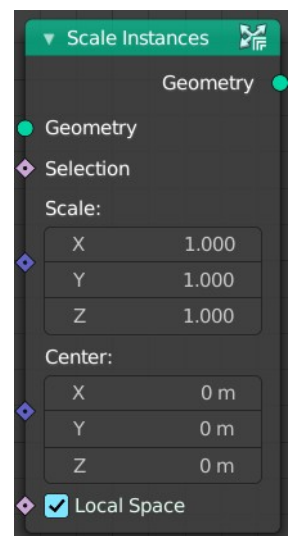 Scale Instances
Geometry
Geometry
Selection
Scale:
X 1.000
Y 1.000
Z 1.000
Center:
X 0 m
Y 0 m
Z 0 m
Local Space